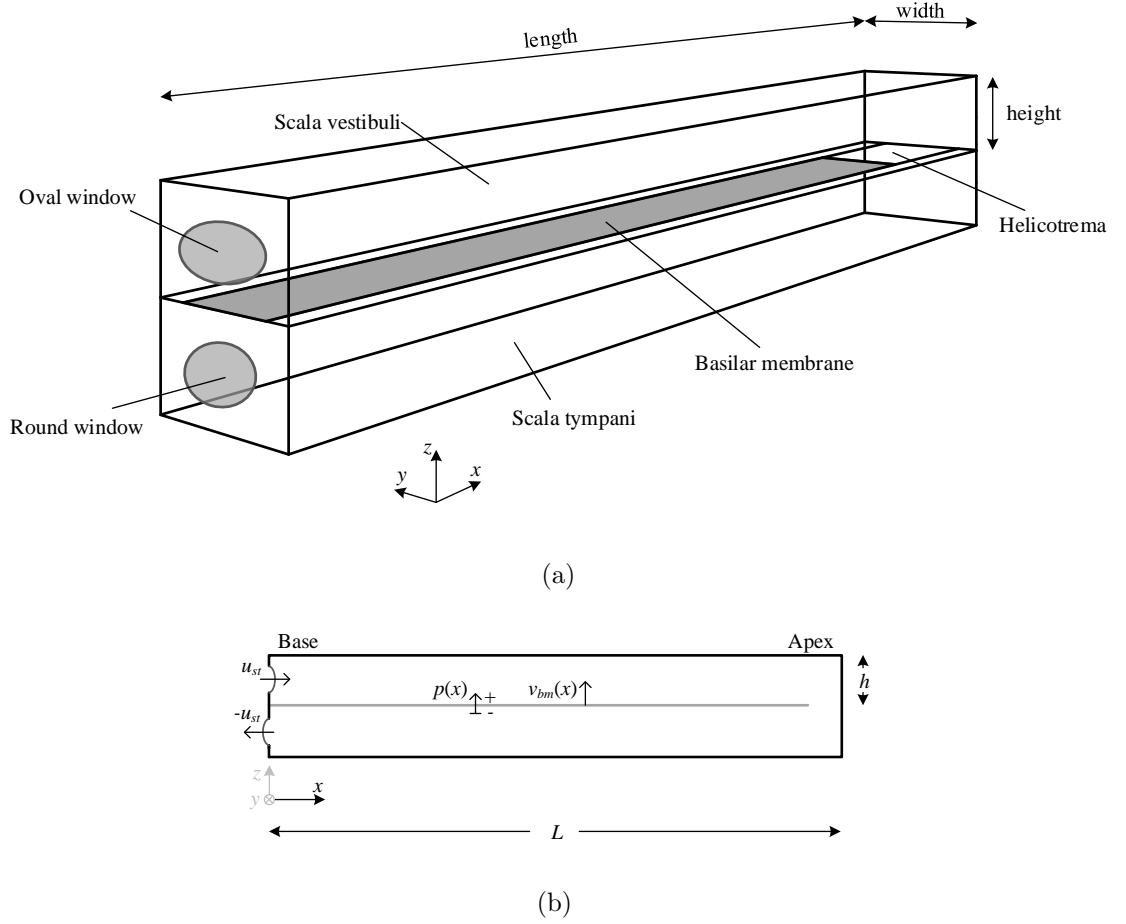 width
length
height
Scala vestibuli
Oval window
Helicotrema
Basilar membrane
Scala tympani
Round window
z
y
x
(a)
Base
Apex
u_st
p(x)
+
-
v_bm(x)
h
-u_st
z
y
x
L
(b)